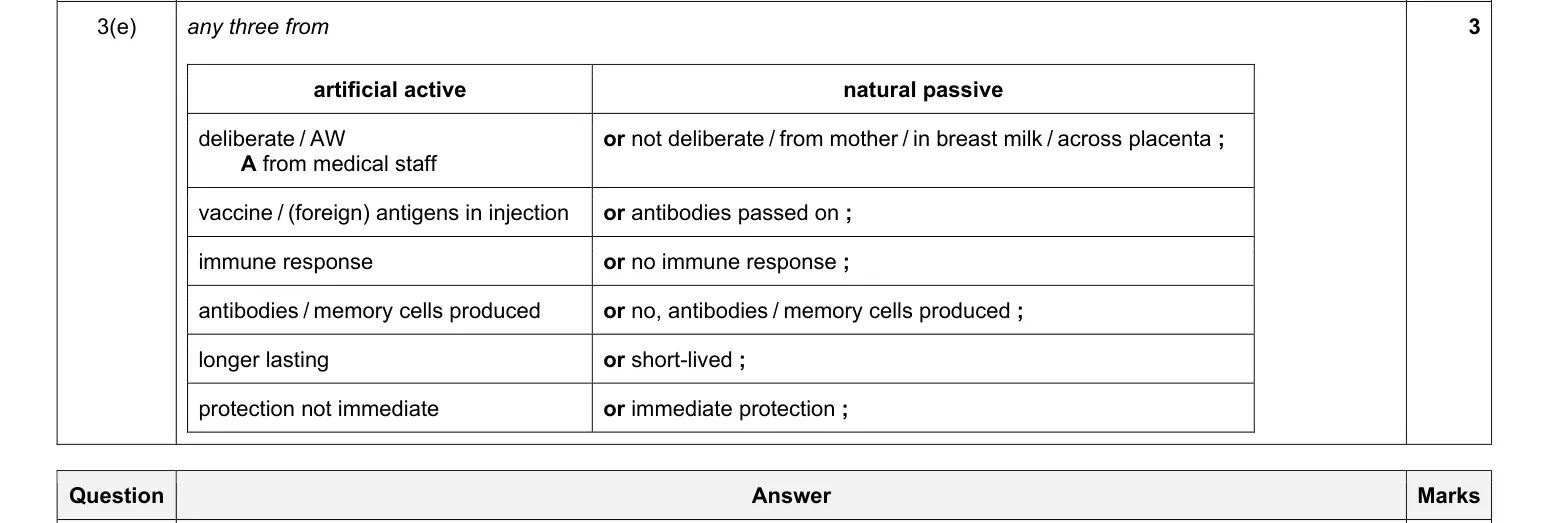 3(e) any three from 3
artificial active natural passive
deliberate / AW or not deliberate / from mother / in breast milk / across placenta ;
A from medical staff
vaccine / (foreign) antigens in injection or antibodies passed on ;
immune response or no immune response ;
antibodies / memory cells produced or no, antibodies / memory cells produced ;
longer lasting or short-lived ;
protection not immediate or immediate protection ;
Question Answer Marks